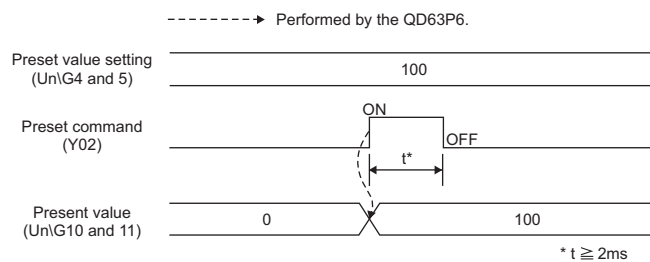 Performed by the QD63P6.
Preset value setting
(Un\G4 and 5)
100
Preset command
(Y02)
ON
OFF
t*
Present value
(Un\G10 and 11)
0
100
* t ≧ 2ms